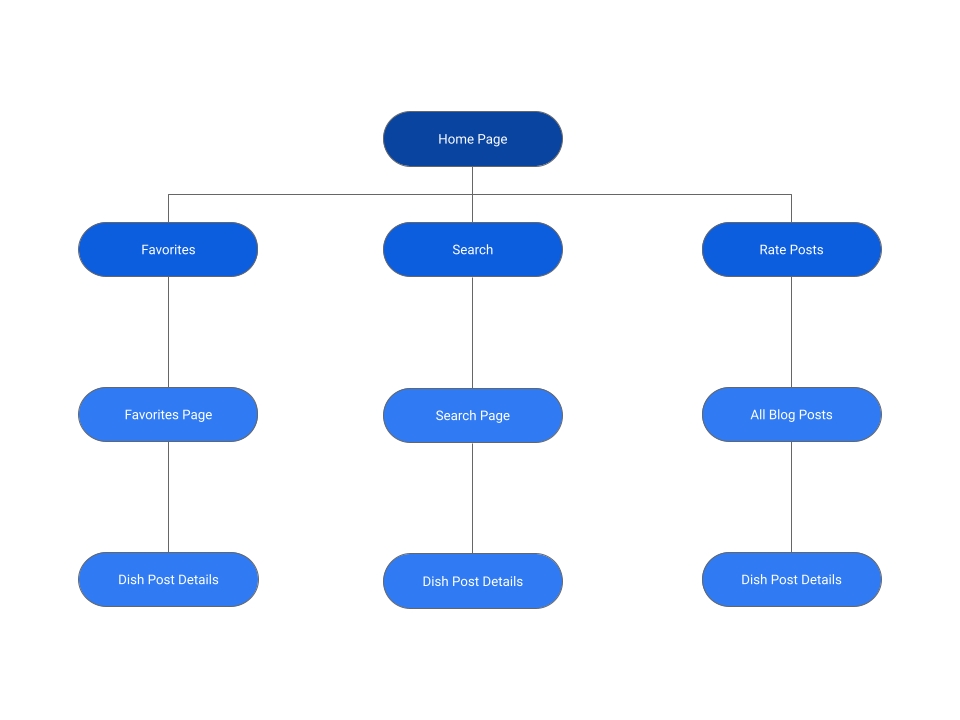 Home Page
Favorites
Search
Rate Posts
Favorites Page
Search Page
All Blog Posts
Dish Post Details
Dish Post Details
Dish Post Details